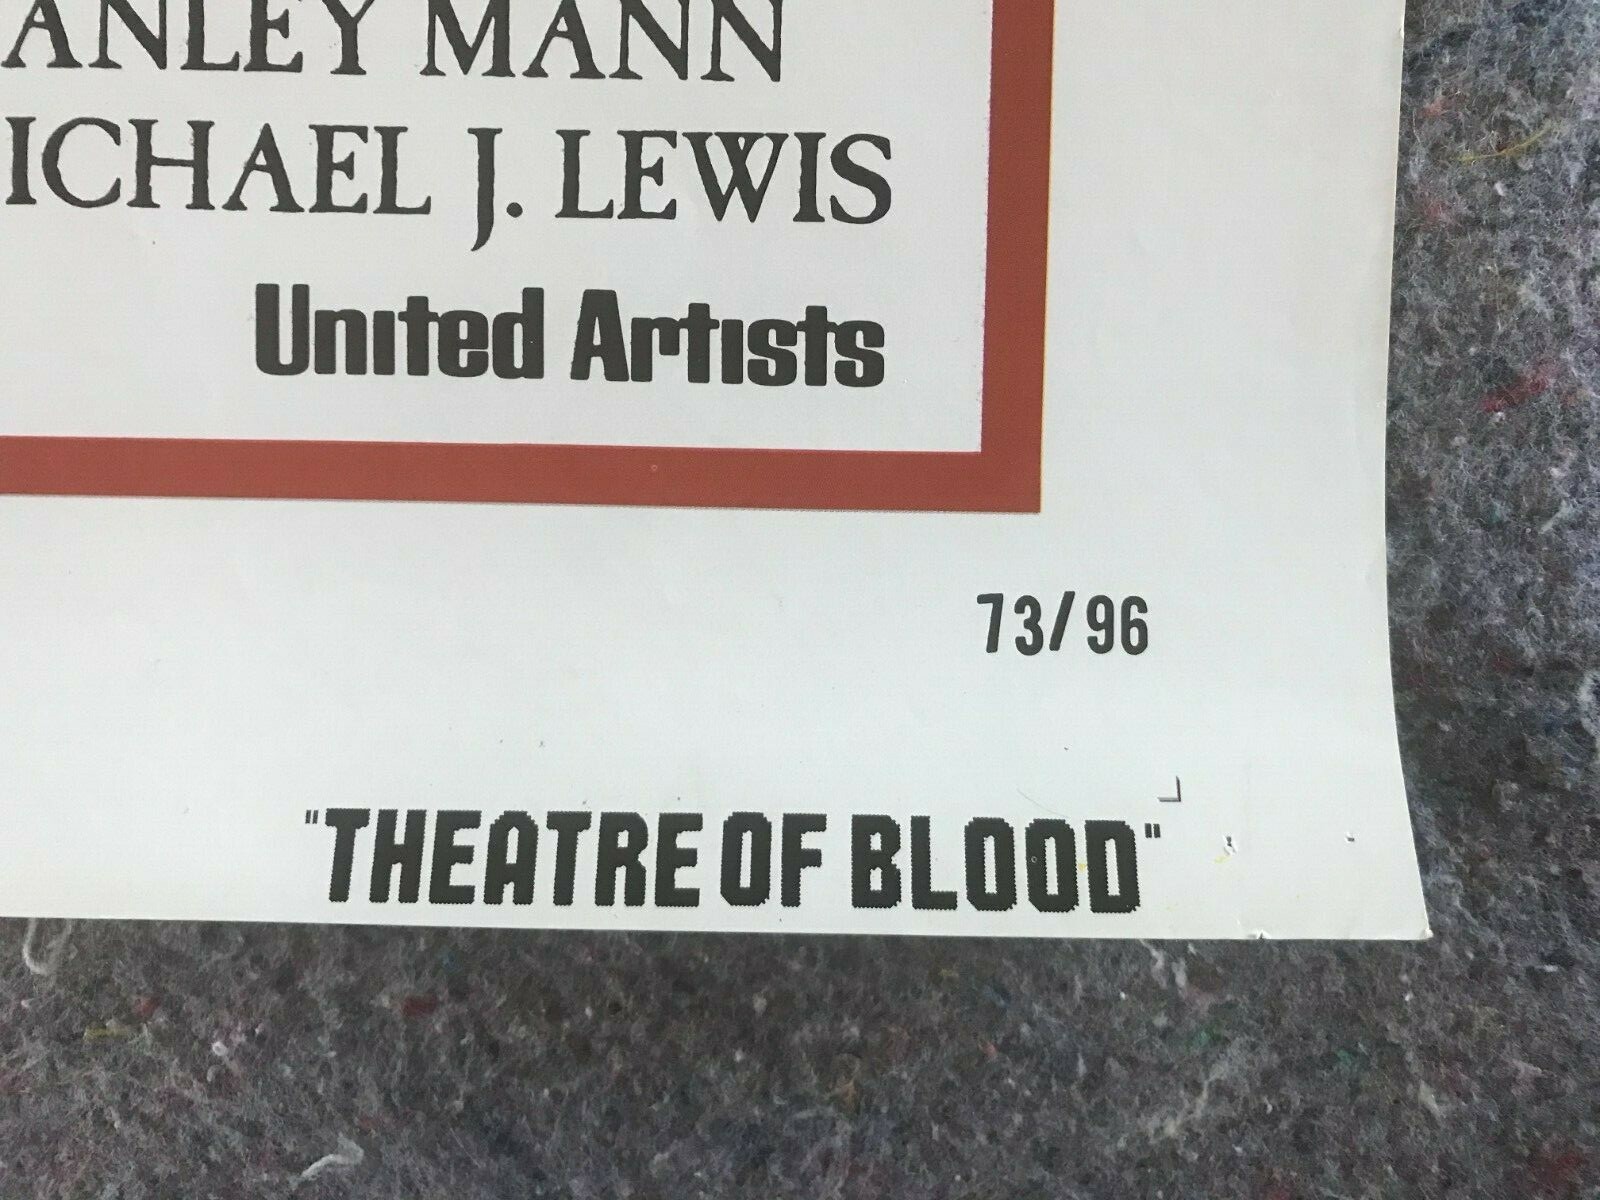 ANLEY MANN
ICHAEL J. LEWIS
United Artists
73/96
"THEATRE OF BLOOD"